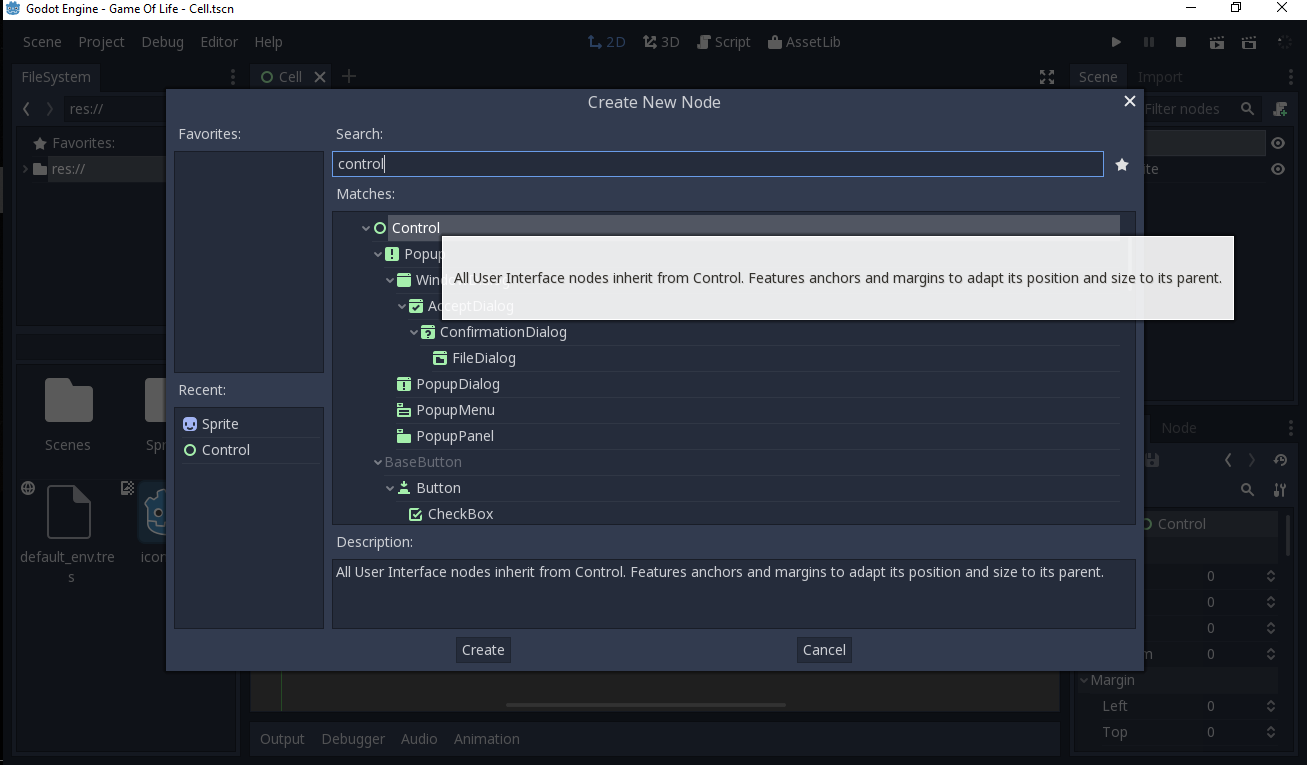 Godot Engine - Game Of Life - Cell.tscn
Scene Project Debug Editor Help 2D 3D Script AssetLib
FileSystem Cell Scene Import
res:// Filter nodes
Favorites:
res://
Create New Node
Favorites: Search:
control
Matches:
Control
All User Interface nodes inherit from Control. Features anchors and margins to adapt its position and size to its parent.
AcceptDialog
ConfirmationDialog
FileDialog
PopupDialog
PopupMenu
PopupPanel
BaseButton
Button
CheckBox
Recent:
Sprite
Control
Description:
All User Interface nodes inherit from Control. Features anchors and margins to adapt its position and size to its parent.
Create Cancel
Scenes
default_env.tre
s
icon
Node
Control
0
0
0
0
Margin
Left 0
Top 0
Output Debugger Audio Animation